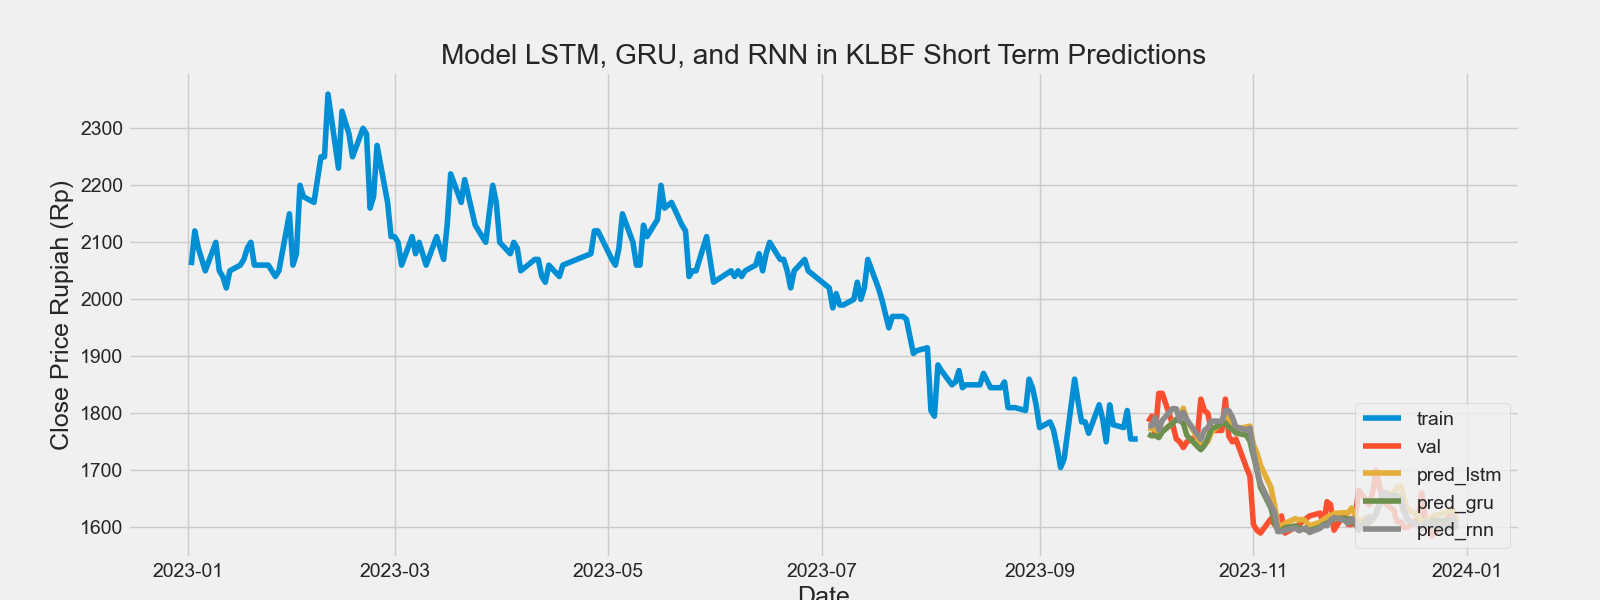 Model LSTM, GRU, and RNN in KLBF Short Term Predictions
Close Price Rupiah (Rp)
2300
2200
2100
2000
1900
1800
1700
1600
train
val
pred_lstm
pred_gru
pred_rnn
2023-01 2023-03 2023-05 2023-07 2023-09 2023-11 2024-01
Date